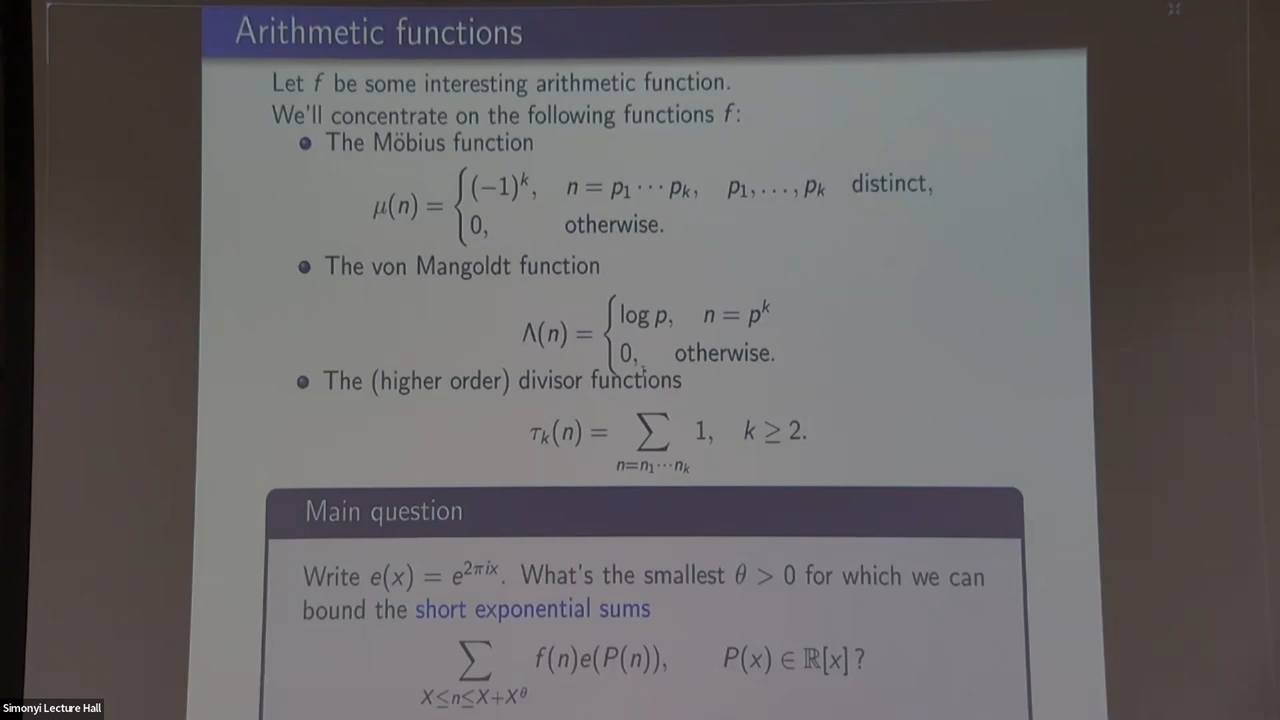 Arithmetic functions
Let f be some interesting arithmetic function.
We'll concentrate on the following functions f:
• The Möbius function
μ(n) = { (-1)^k, n = p_1 ⋯ p_k, p_1, . . . , p_k distinct,
0, otherwise.
• The von Mangoldt function
Λ(n) = { log p, n = p^k
0, otherwise.
• The (higher order) divisor functions
τ_k(n) = ∑_{n=n_1⋯n_k} 1, k ≥ 2.
Main question
Write e(x) = e^{2πix}. What's the smallest θ > 0 for which we can
bound the short exponential sums
∑_{X≤n≤X+X^θ} f(n)e(P(n)), P(x) ∈ ℝ[x]?
Simonyi Lecture Hall